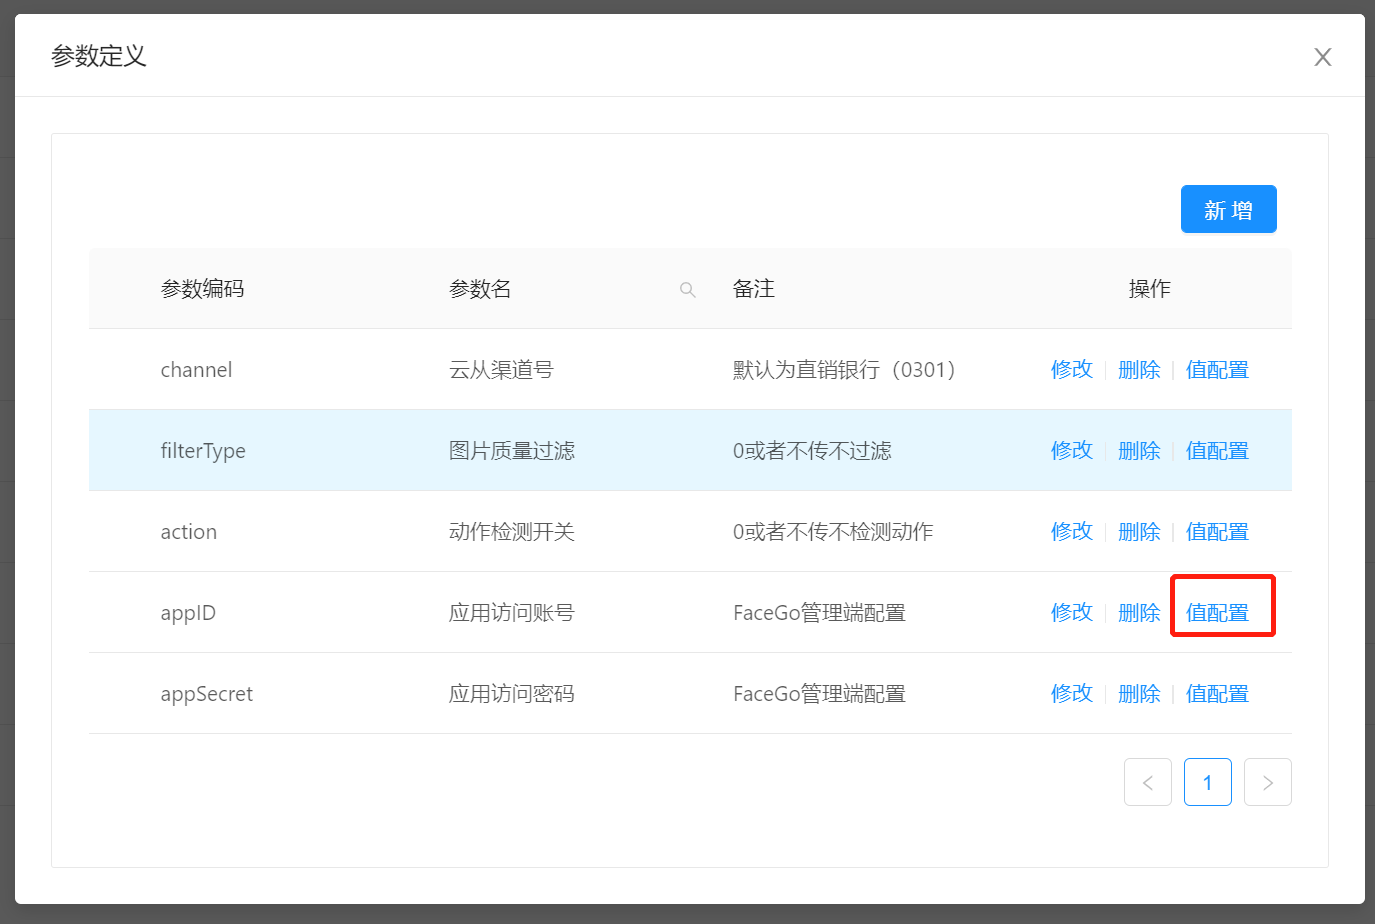 参数定义
新 增
参数编码 参数名 备注 操作
channel 云从渠道号 默认为直销银行（0301） 修改 删除 值配置
filterType 图片质量过滤 0或者不传不过滤 修改 删除 值配置
action 动作检测开关 0或者不传不检测动作 修改 删除 值配置
appID 应用访问账号 FaceGo管理端配置 修改 删除 值配置
appSecret 应用访问密码 FaceGo管理端配置 修改 删除 值配置
< 1 >